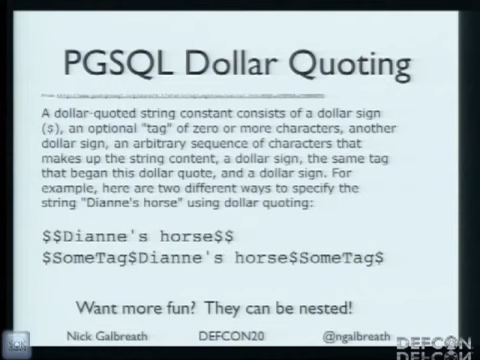 PGSQL Dollar Quoting
A dollar-quoted string constant consists of a dollar sign
($), an optional "tag" of zero or more characters, another
dollar sign, an arbitrary sequence of characters that
makes up the string content, a dollar sign, the same tag
that began this dollar quote, and a dollar sign. For
example, here are two different ways to specify the
string "Dianne's horse" using dollar quoting:
$$Dianne's horse$$
$SomeTag$Dianne's horse$SomeTag$
Want more fun? They can be nested!
Nick Galbreath DEFCON20 @ngalbreath
DEFCON
DEFCON